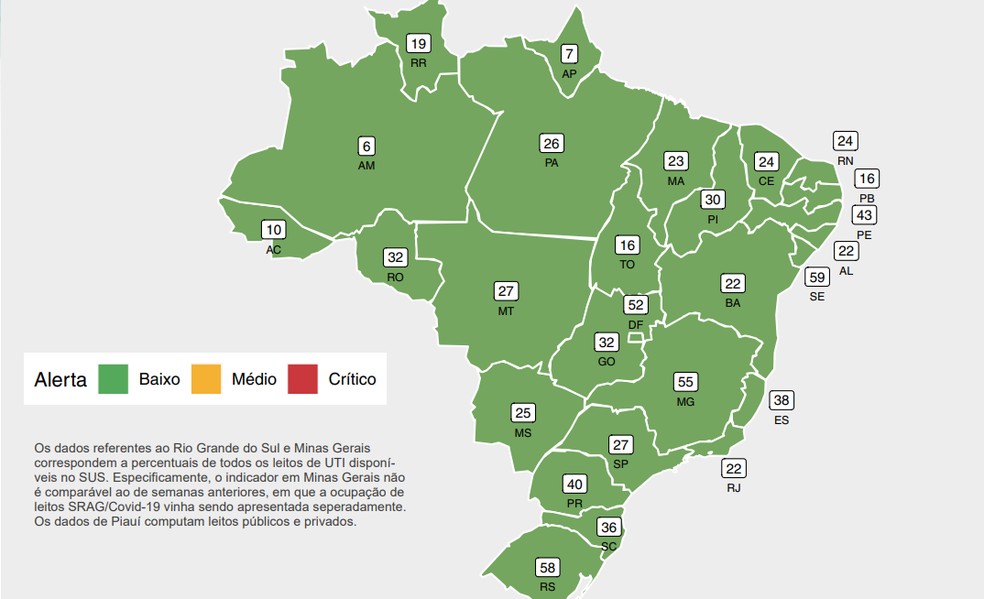 19
RR
7
AP
6
AM
26
PA
23
MA
24
CE
24
RN
16
PB
30
PI
43
PE
10
AC
32
RO
16
TO
22
AL
59
SE
27
MT
22
BA
52
DF
32
GO
55
MG
38
ES
25
MS
27
SP
22
RJ
40
PR
36
SC
58
RS
Alerta Baixo Médio Crítico
Os dados referentes ao Rio Grande do Sul e Minas Gerais
correspondem a percentuais de todos os leitos de UTI disponí-
veis no SUS. Especificamente, o indicador em Minas Gerais não
é comparável ao de semanas anteriores, em que a ocupação de
leitos SRAG/Covid-19 vinha sendo apresentada seperadamente.
Os dados de Piauí computam leitos públicos e privados.